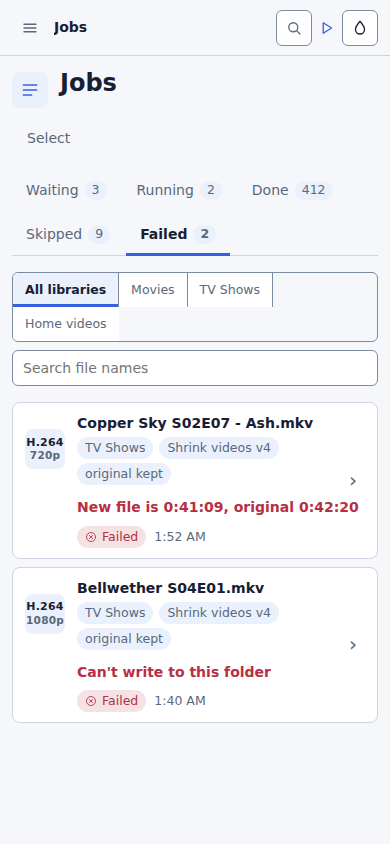 Jobs
Jobs
Select
Waiting 3 Running 2 Done 412
Skipped 9 Failed 2
All libraries Movies TV Shows
Home videos
Search file names
Copper Sky S02E07 - Ash.mkv
H.264
720p
TV Shows Shrink videos v4
original kept
New file is 0:41:09, original 0:42:20
Failed 1:52 AM
Bellwether S04E01.mkv
H.264
1080p
TV Shows Shrink videos v4
original kept
Can't write to this folder
Failed 1:40 AM